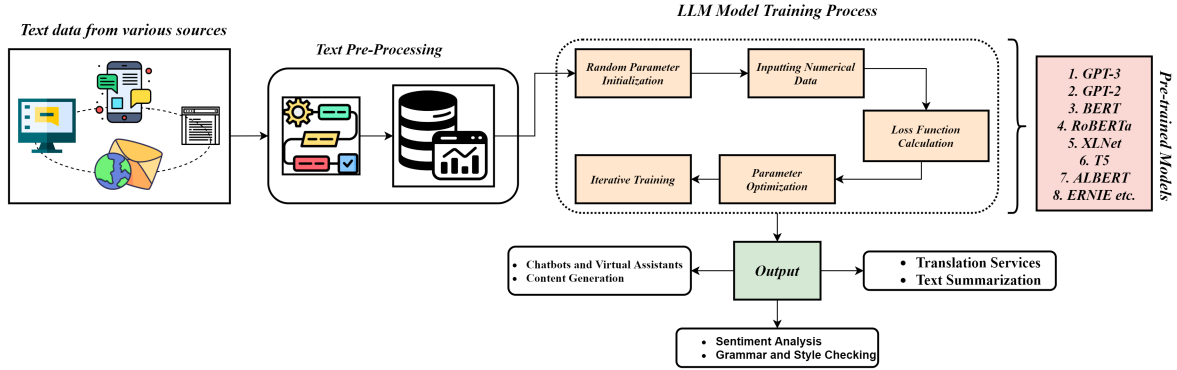 LLM Model Training Process
Text data from various sources
Text Pre-Processing
Random Parameter
Initialization
Inputting Numerical
Data
Loss Function
Calculation
Parameter
Optimization
Iterative Training
1. GPT-3
2. GPT-2
3. BERT
4. RoBERTa
5. XLNet
6. T5
7. ALBERT
8. ERNIE etc.
Pre-trained Models
Output
• Chatbots and Virtual Assistants
• Content Generation
• Translation Services
• Text Summarization
• Sentiment Analysis
• Grammar and Style Checking